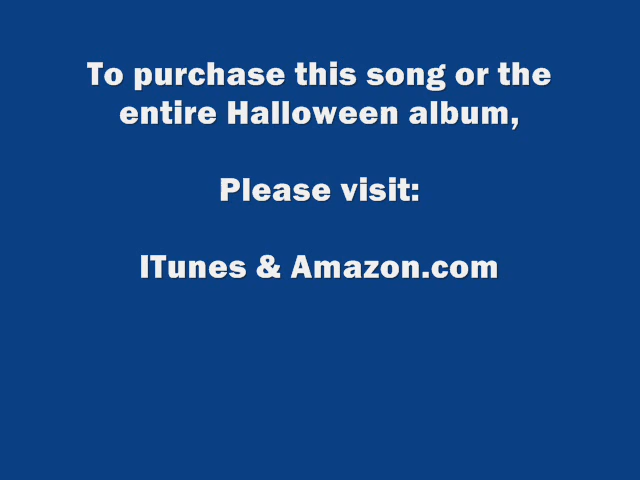 To purchase this song or the
entire Halloween album,
Please visit:
ITunes & Amazon.com